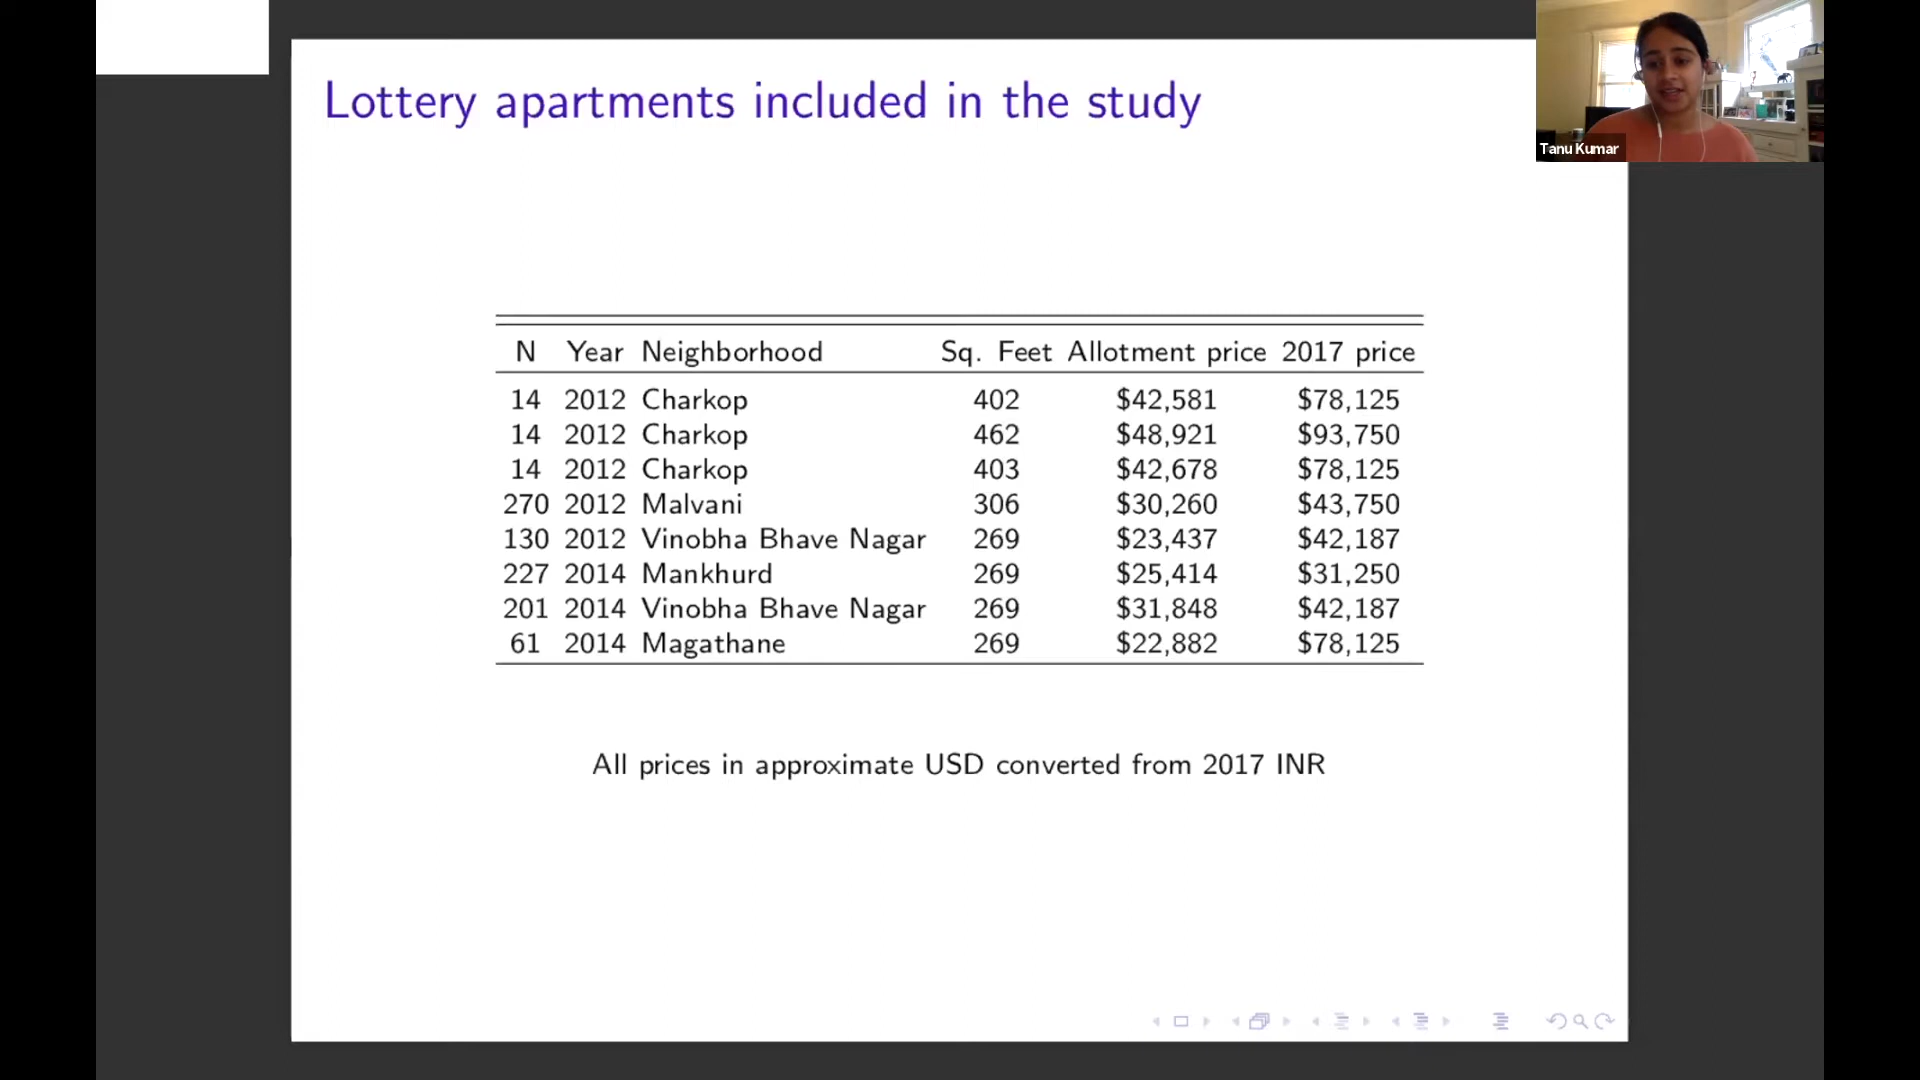 Lottery apartments included in the study
Tanu Kumar
N Year Neighborhood Sq. Feet Allotment price 2017 price
14 2012 Charkop 402 $42,581 $78,125
14 2012 Charkop 462 $48,921 $93,750
14 2012 Charkop 403 $42,678 $78,125
270 2012 Malvani 306 $30,260 $43,750
130 2012 Vinobha Bhave Nagar 269 $23,437 $42,187
227 2014 Mankhurd 269 $25,414 $31,250
201 2014 Vinobha Bhave Nagar 269 $31,848 $42,187
61 2014 Magathane 269 $22,882 $78,125
All prices in approximate USD converted from 2017 INR